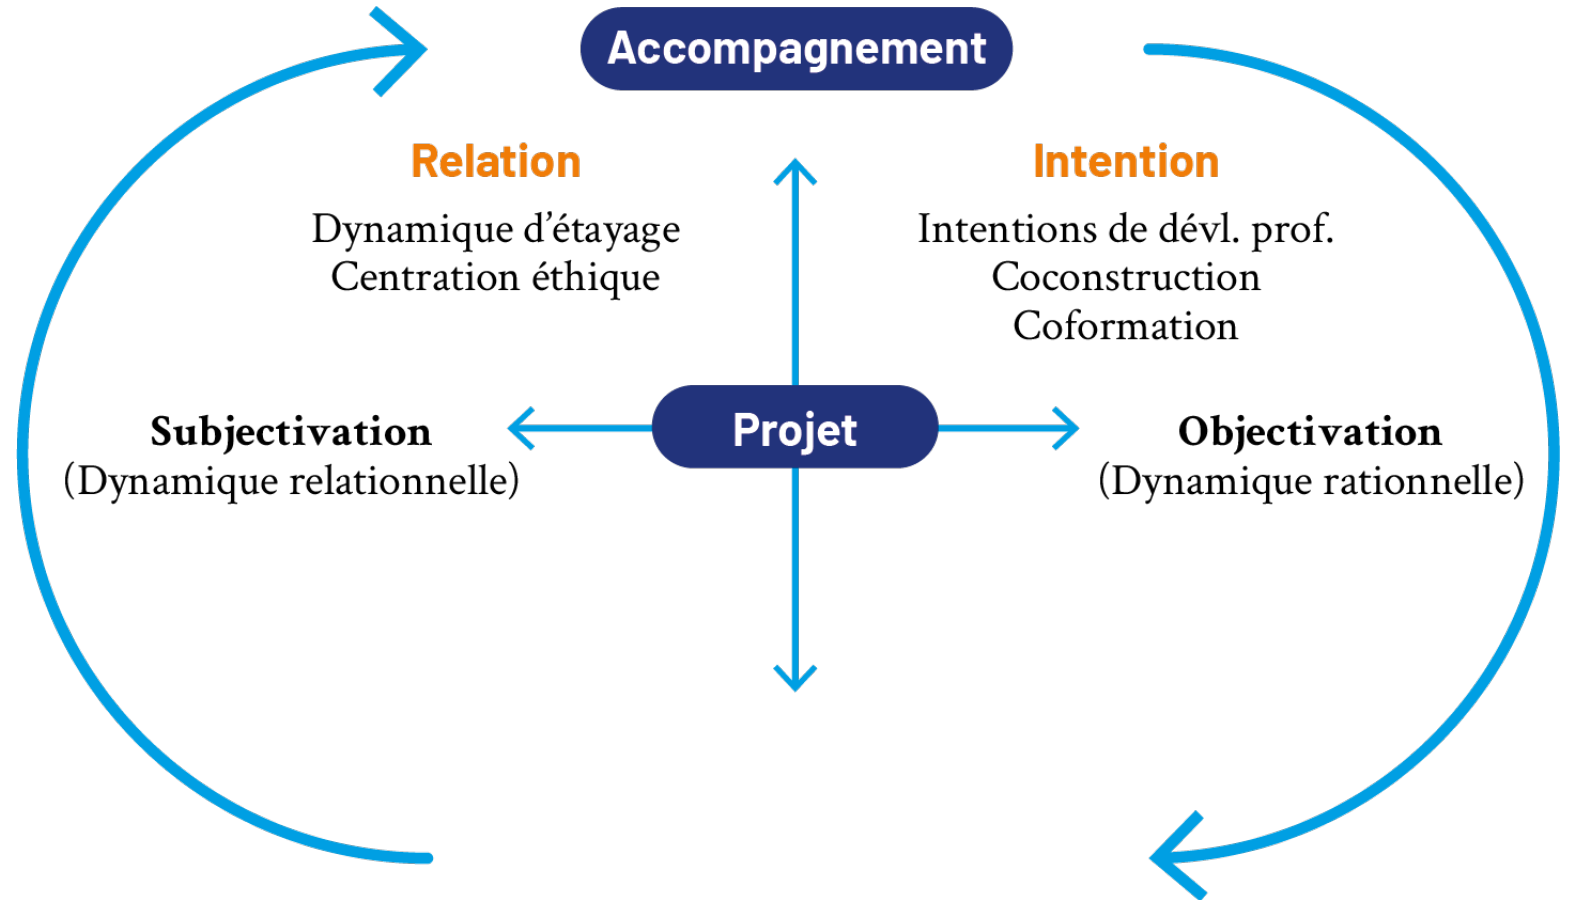 Accompagnement
Relation
Dynamique d’étayage
Centration éthique
Intention
Intentions de dévl. prof.
Coconstruction
Coformation
Subjectivation
(Dynamique relationnelle)
Projet
Objectivation
(Dynamique rationnelle)